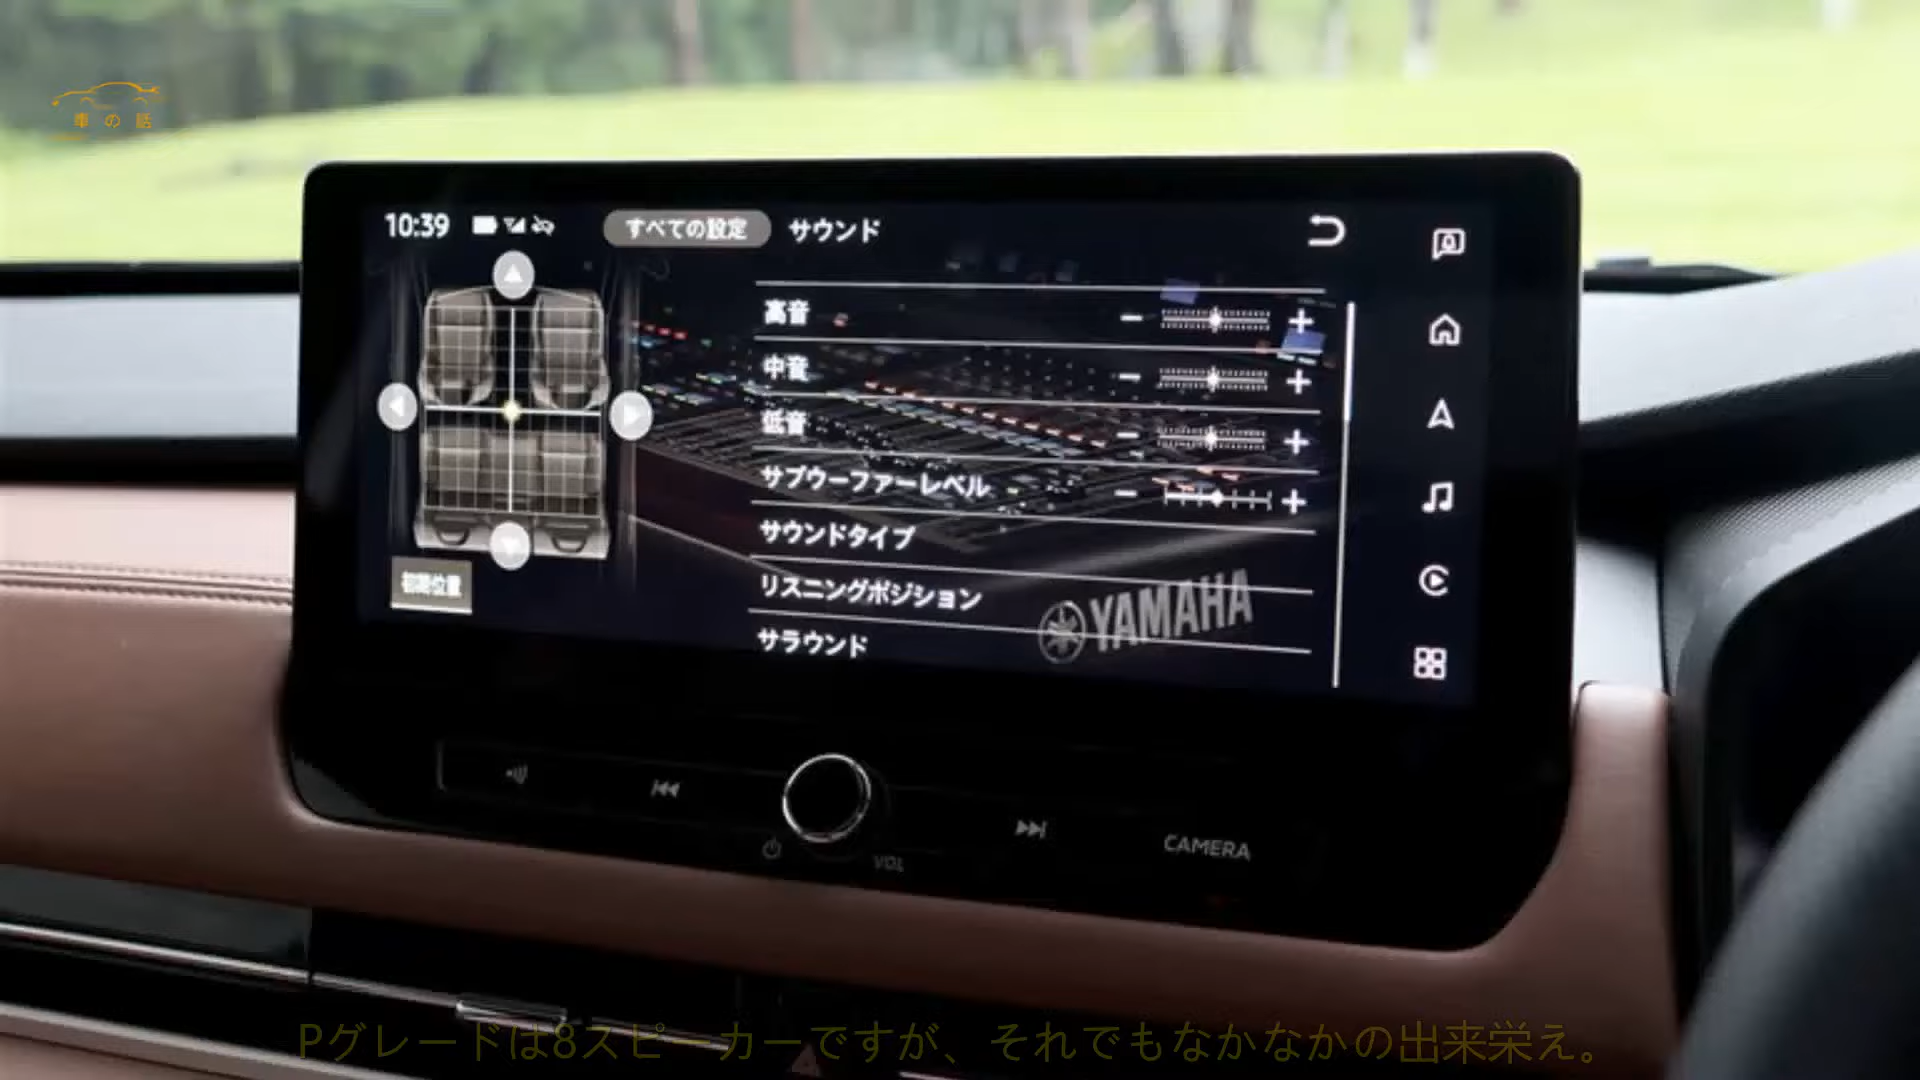 車の話
10:39 すべての設定 サウンド
高音
中音
低音
サブウーファーレベル
サウンドタイプ
リスニングポジション
サラウンド
初期位置
YAMAHA
VOL
CAMERA
Pグレードは8スピーカーですが、それでもなかなかの出来栄え。